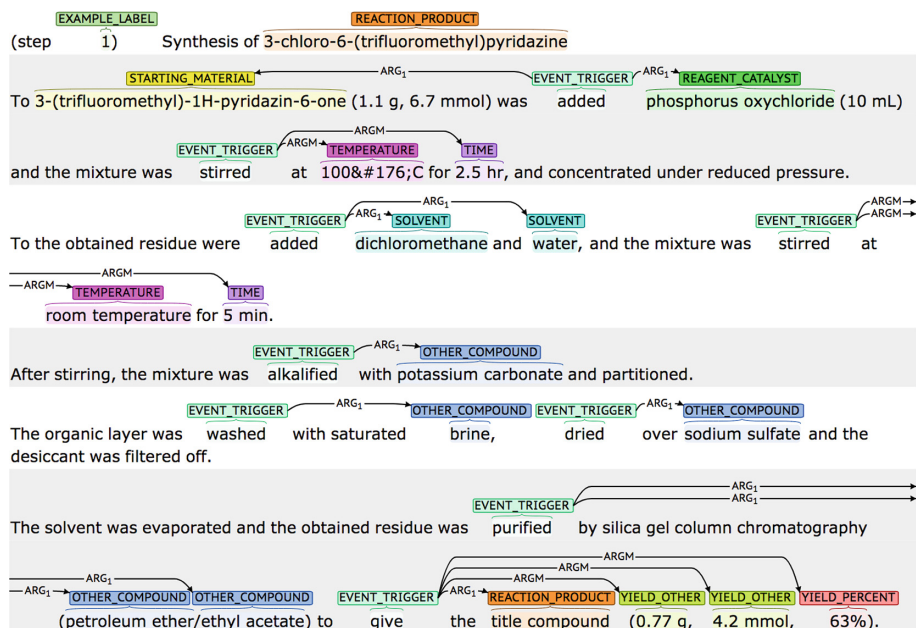 EXAMPLE_LABEL REACTION_PRODUCT
(step 1) Synthesis of 3-chloro-6-(trifluoromethyl)pyridazine
ARG1
STARTING_MATERIAL EVENT_TRIGGER ARG1 REAGENT_CATALYST
To 3-(trifluoromethyl)-1H-pyridazin-6-one (1.1 g, 6.7 mmol) was added phosphorus oxychloride (10 mL)
ARGM
EVENT_TRIGGER ARGM TEMPERATURE TIME
and the mixture was stirred at 100&#176;C for 2.5 hr, and concentrated under reduced pressure.
ARG1 ARGM
EVENT_TRIGGER ARG1 SOLVENT SOLVENT EVENT_TRIGGER ARGM
To the obtained residue were added dichloromethane and water, and the mixture was stirred at
ARGM
ARGM TEMPERATURE TIME
room temperature for 5 min.
EVENT_TRIGGER ARG1 OTHER_COMPOUND
After stirring, the mixture was alkalified with potassium carbonate and partitioned.
EVENT_TRIGGER ARG1 OTHER_COMPOUND EVENT_TRIGGER ARG1 OTHER_COMPOUND
The organic layer was washed with saturated brine, dried over sodium sulfate and the
desiccant was filtered off.
ARG1
EVENT_TRIGGER ARG1
The solvent was evaporated and the obtained residue was purified by silica gel column chromatography
ARGM
ARGM
ARG1 ARGM
ARG1 OTHER_COMPOUND OTHER_COMPOUND EVENT_TRIGGER ARG1 REACTION_PRODUCT YIELD_OTHER YIELD_OTHER YIELD_PERCENT
(petroleum ether/ethyl acetate) to give the title compound (0.77 g, 4.2 mmol, 63%).